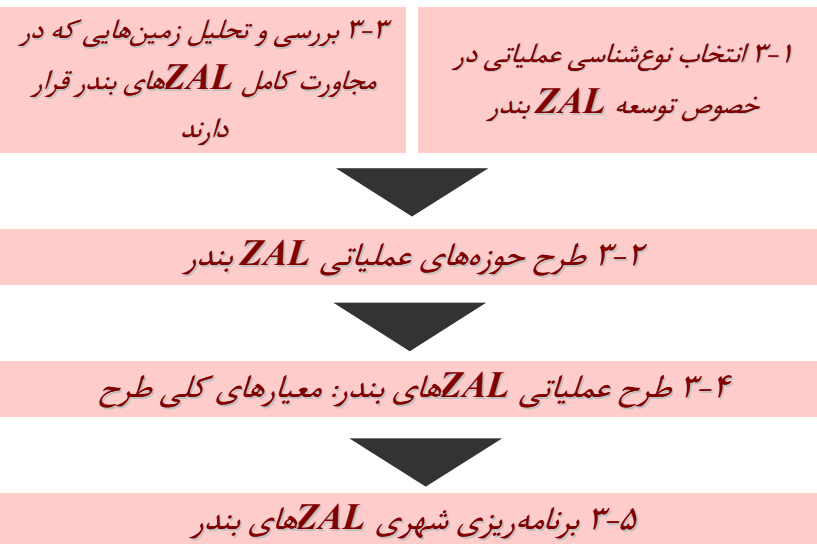 ۳-۱ انتخاب نوع‌شناسی عملیاتی در
خصوص توسعه ZAL بندر
۳-۳ بررسی و تحلیل زمین‌هایی که در
مجاورت کامل ZALهای بندر قرار
دارند
۳-۲ طرح حوزه‌های عملیاتی ZAL بندر
۳-۴ طرح عملیاتی ZALهای بندر: معیارهای کلی طرح
۳-۵ برنامه‌ریزی شهری ZALهای بندر